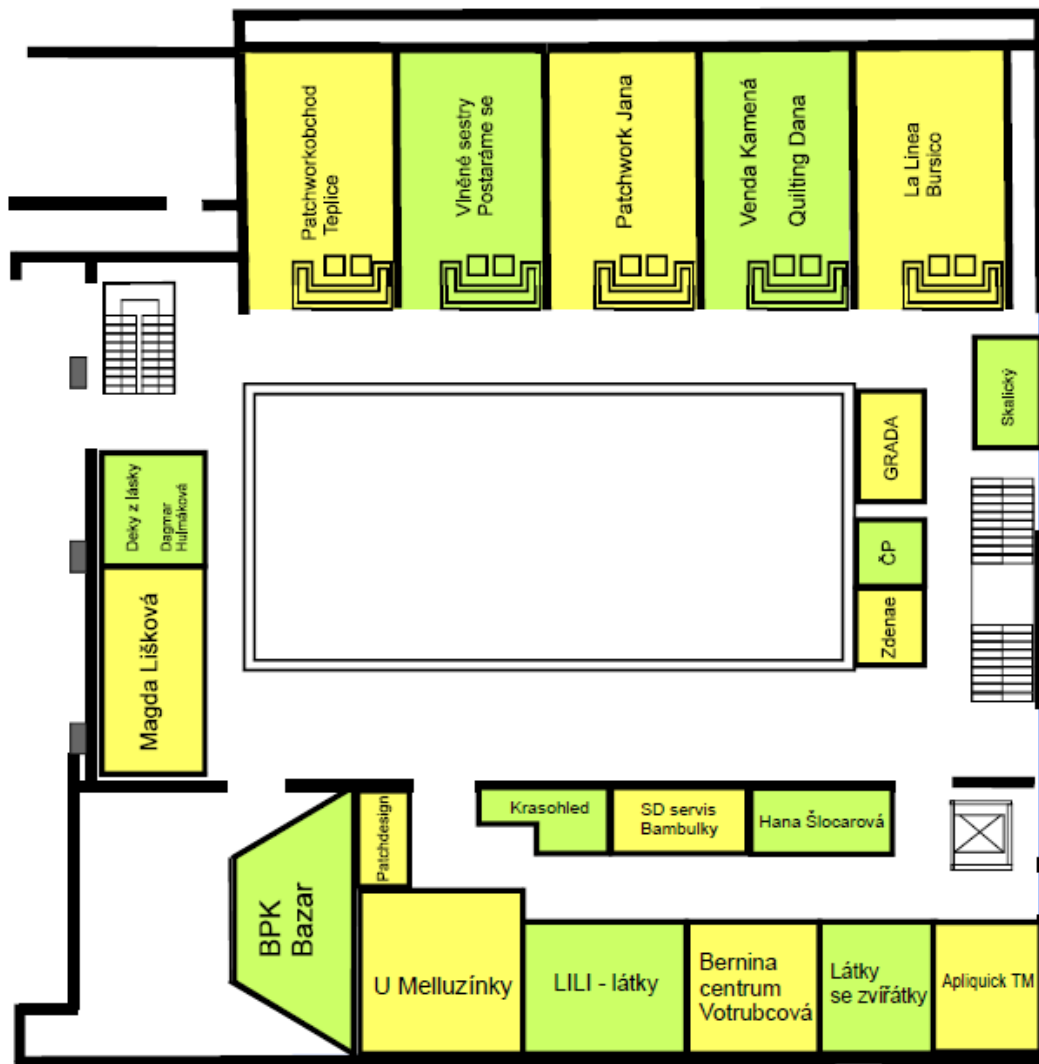 Patchworkobchod
Teplice
Vlněné sestry
Postaráme se
Patchwork Jana
Venda Kamená
Quilting Dana
La Linea
Bursico
Skalický
GRADA
ČP
Zdenae
Deky z lásky
Dagmar
Hulmáková
Magda Lišková
Patchdesign
Krasohled
SD servis
Bambulky
Hana Šlocarová
BPK
Bazar
U Melluzínky
LILI - látky
Bernina
centrum
Votrubcová
Látky
se zvířátky
Apliquick TM